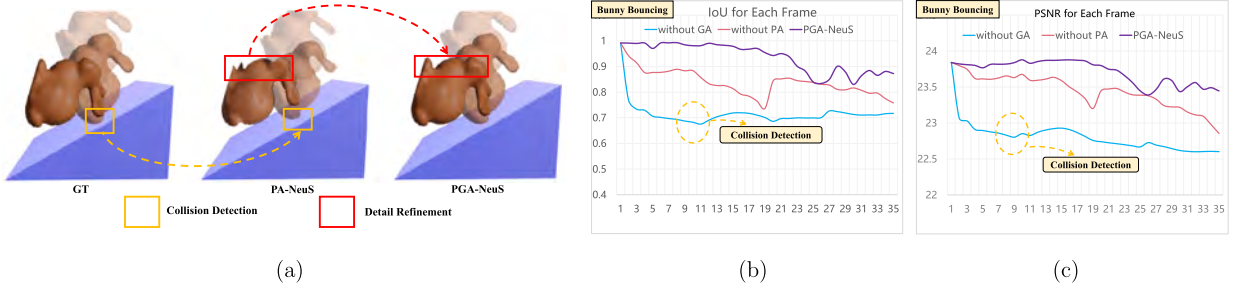 GT
PA-NeuS
PGA-NeuS
Collision Detection
Detail Refinement
(a)
Bunny Bouncing
IoU for Each Frame
without GA
without PA
PGA-NeuS
1
0.9
0.8
0.7
0.6
0.5
0.4
Collision Detection
1 3 5 7 9 11 13 15 17 19 21 23 25 27 29 31 33 35
(b)
Bunny Bouncing
PSNR for Each Frame
without GA
without PA
PGA-NeuS
24
23.5
23
22.5
22
Collision Detection
1 3 5 7 9 11 13 15 17 19 21 23 25 27 29 31 33 35
(c)